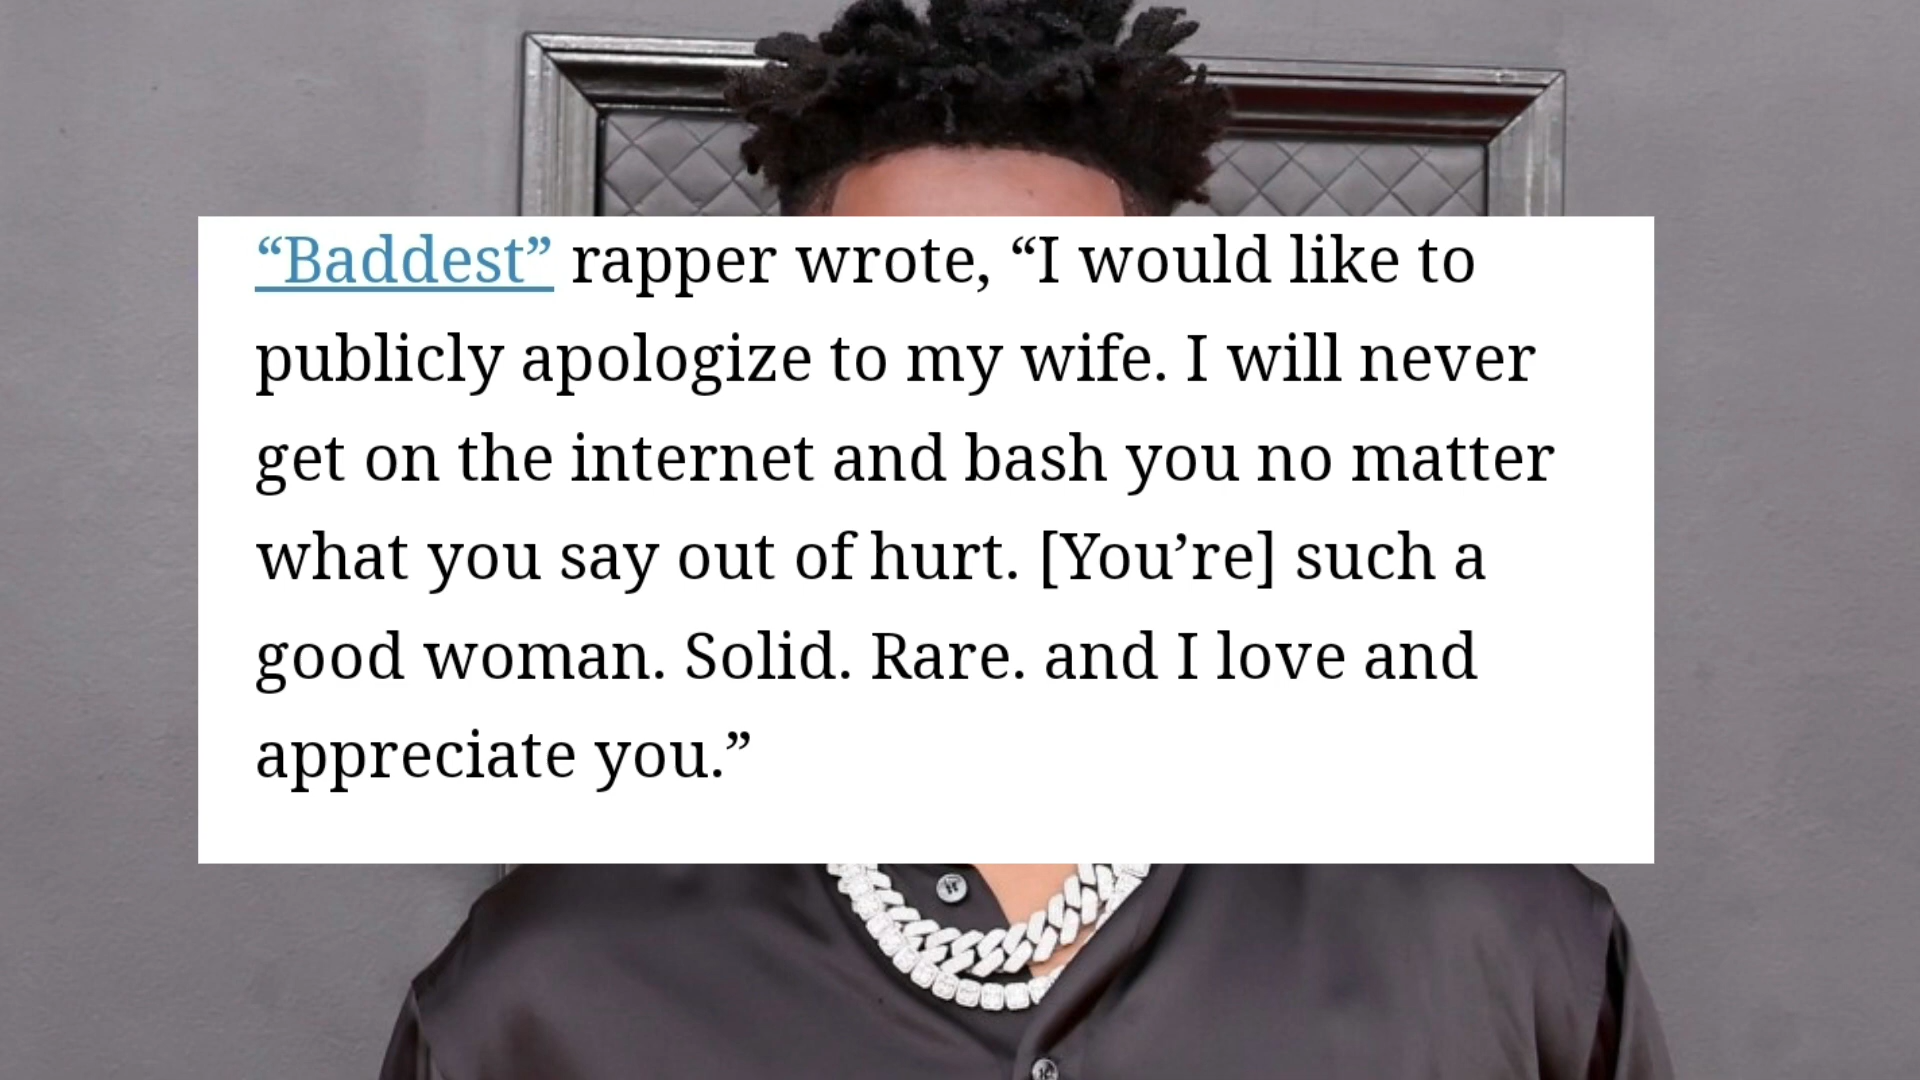 “Baddest” rapper wrote, “I would like to
publicly apologize to my wife. I will never
get on the internet and bash you no matter
what you say out of hurt. [You’re] such a
good woman. Solid. Rare. and I love and
appreciate you.”